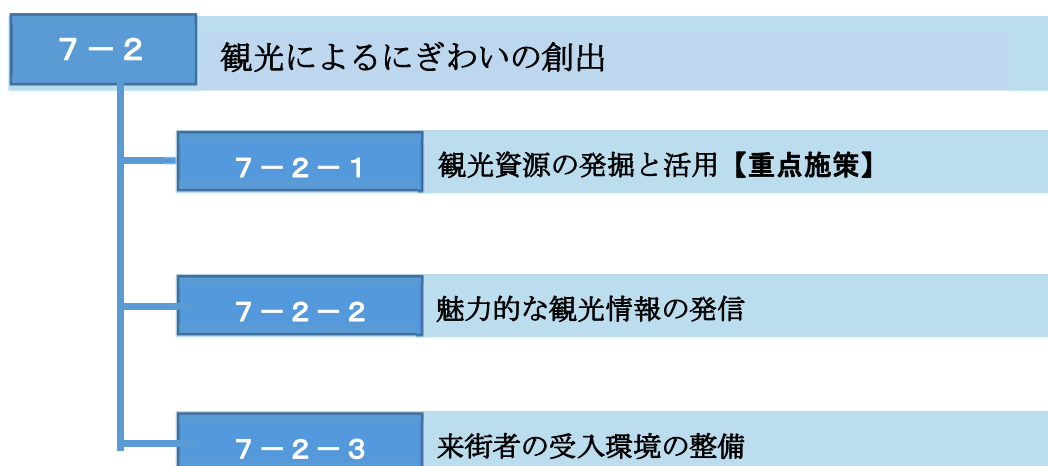 ７－２ 観光によるにぎわいの創出
７－２－１ 観光資源の発掘と活用【重点施策】
７－２－２ 魅力的な観光情報の発信
７－２－３ 来街者の受入環境の整備